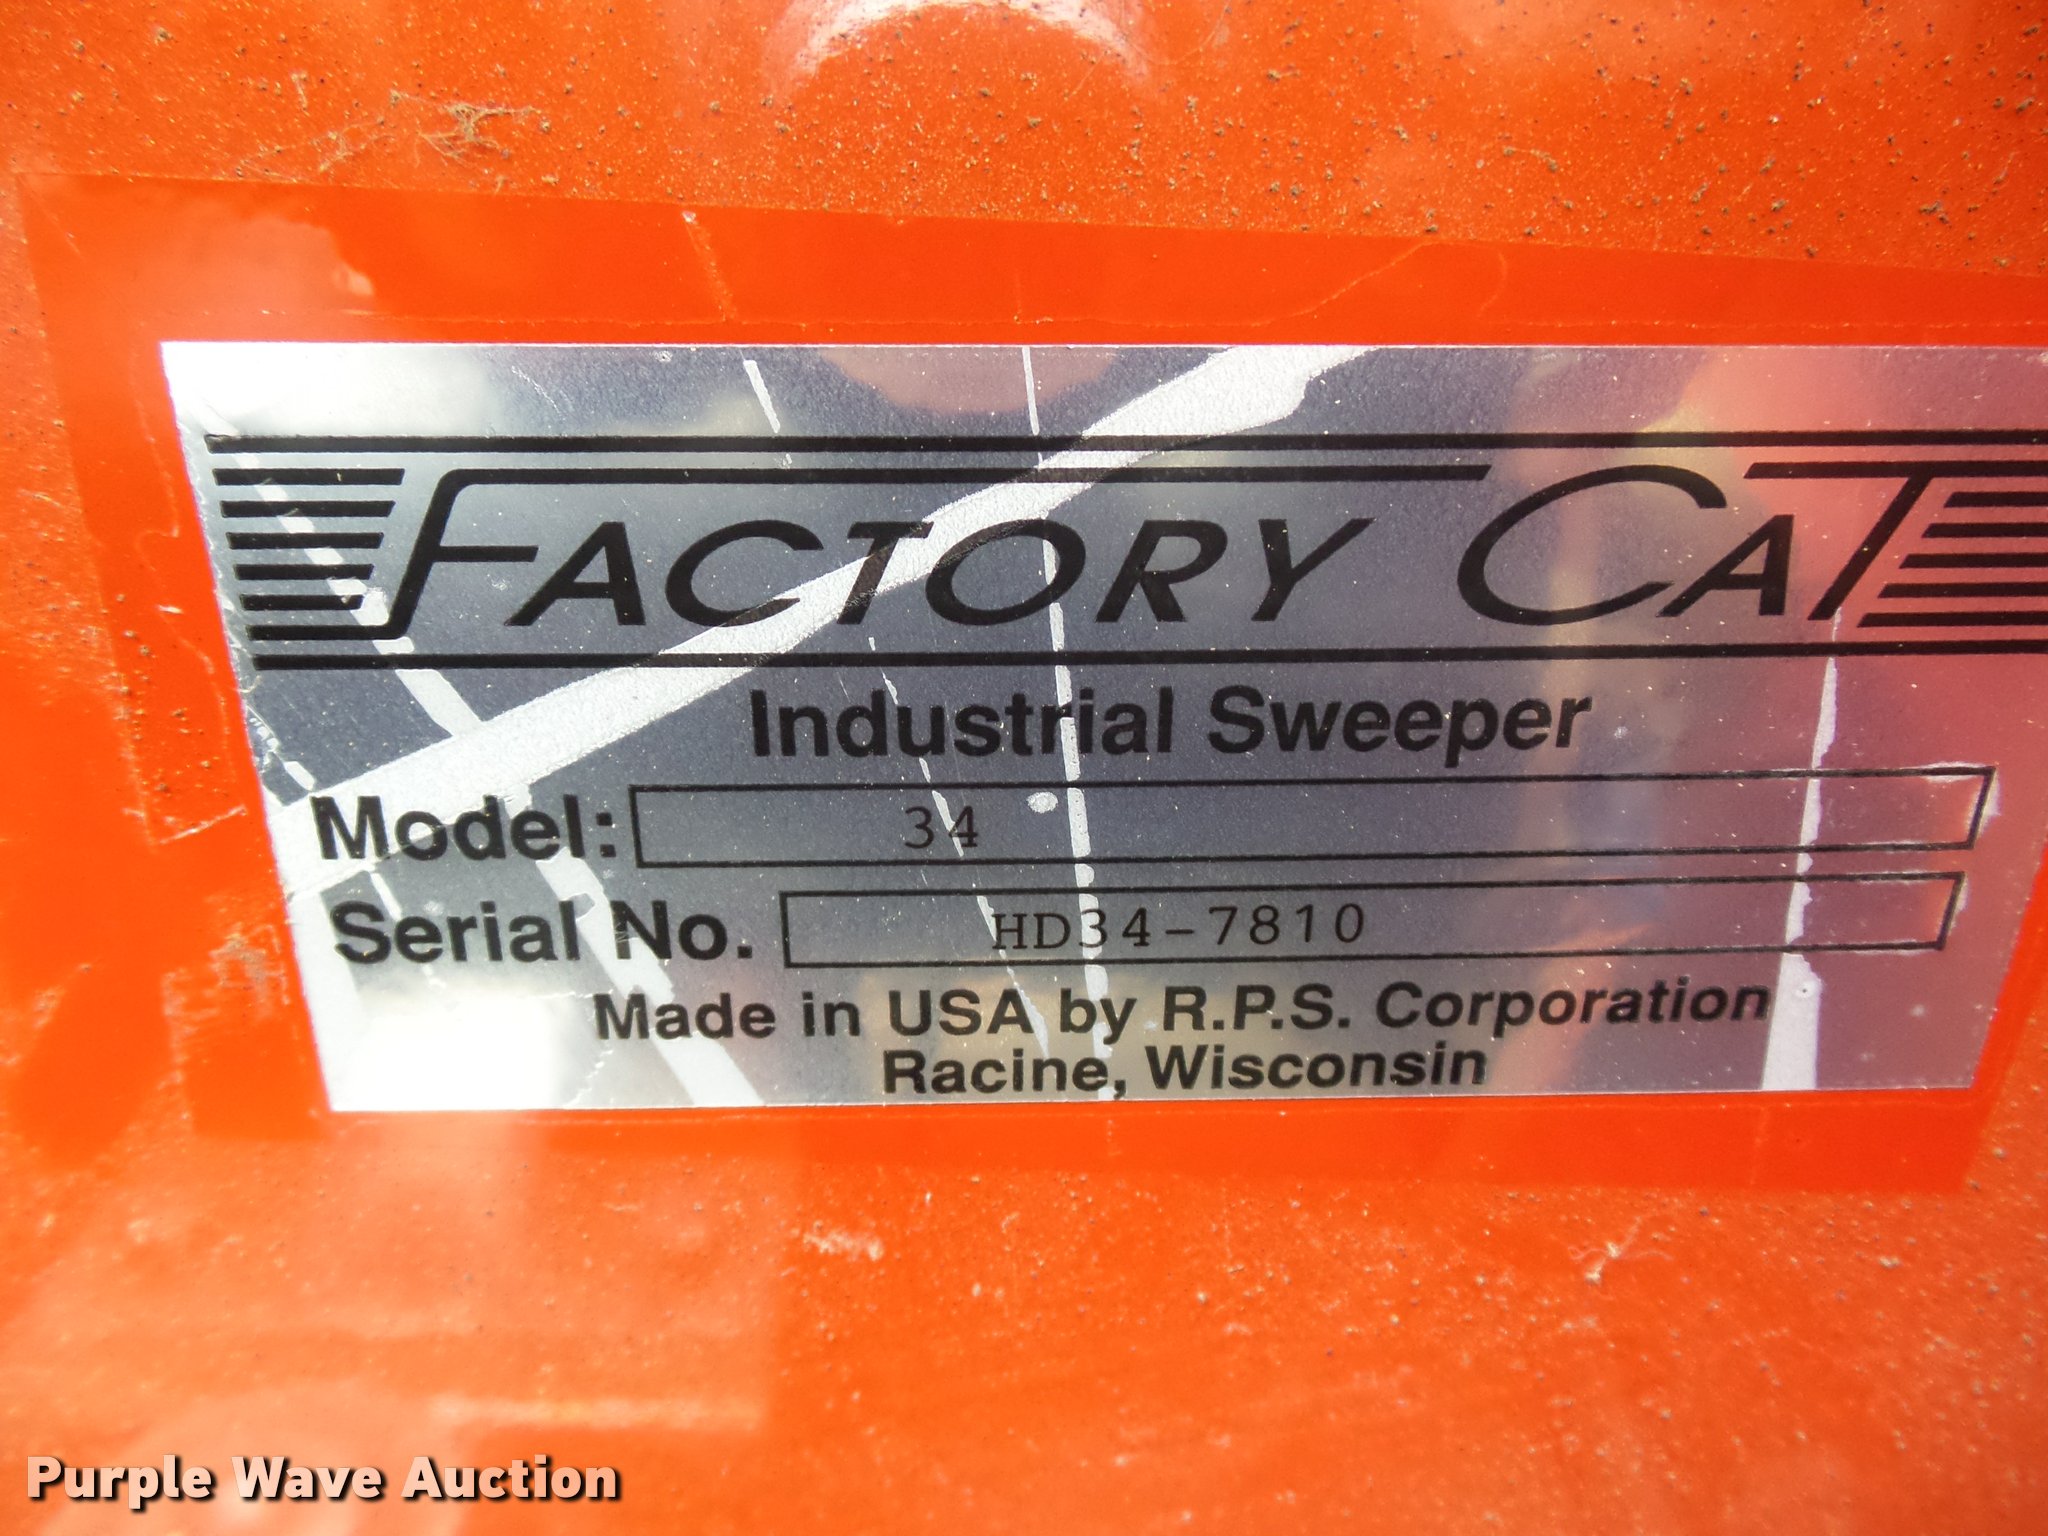 FACTORY CAT
Industrial Sweeper
Model: 34
Serial No. HD34-7810
Made in USA by R.P.S. Corporation
Racine, Wisconsin
Purple Wave Auction